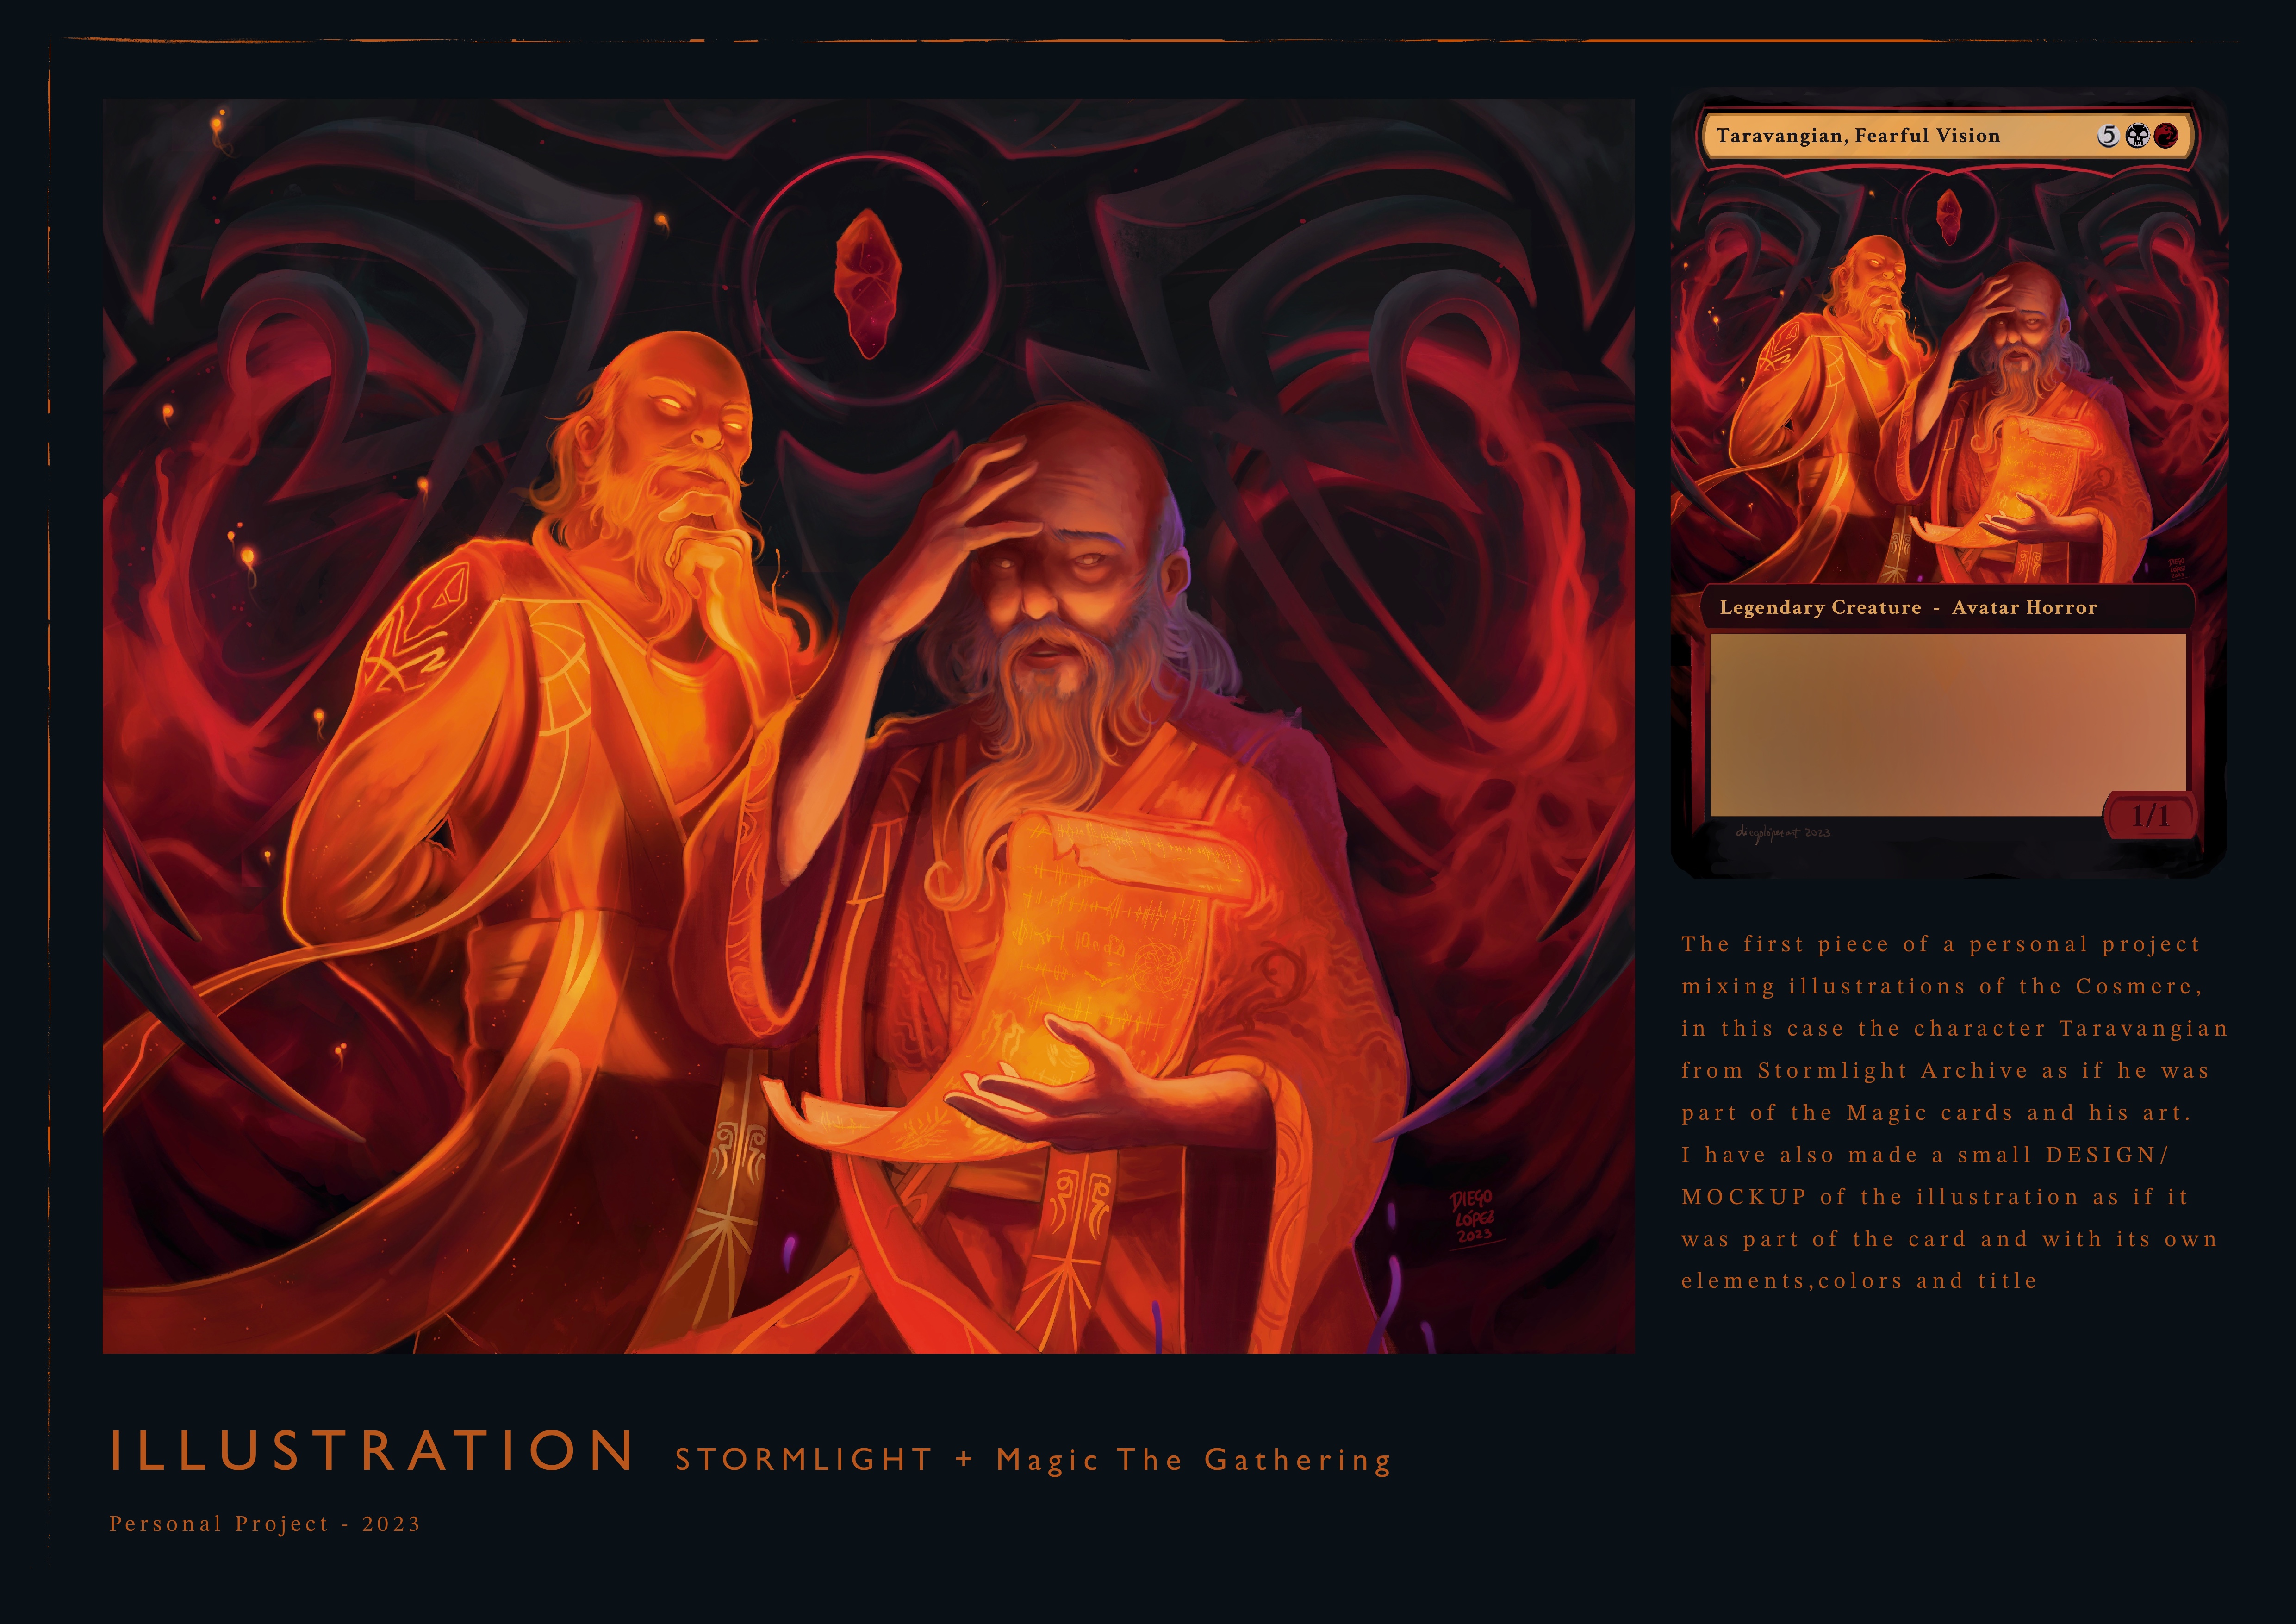 Taravangian, Fearful Vision 5
Legendary Creature - Avatar Horror
1/1
2023
DIEGO
LÓPEZ
2023
The first piece of a personal project
mixing illustrations of the Cosmere,
in this case the character Taravangian
from Stormlight Archive as if he was
part of the Magic cards and his art.
I have also made a small DESIGN/
MOCKUP of the illustration as if it
was part of the card and with its own
elements,colors and title
ILLUSTRATION STORMLIGHT + Magic The Gathering
Personal Project - 2023